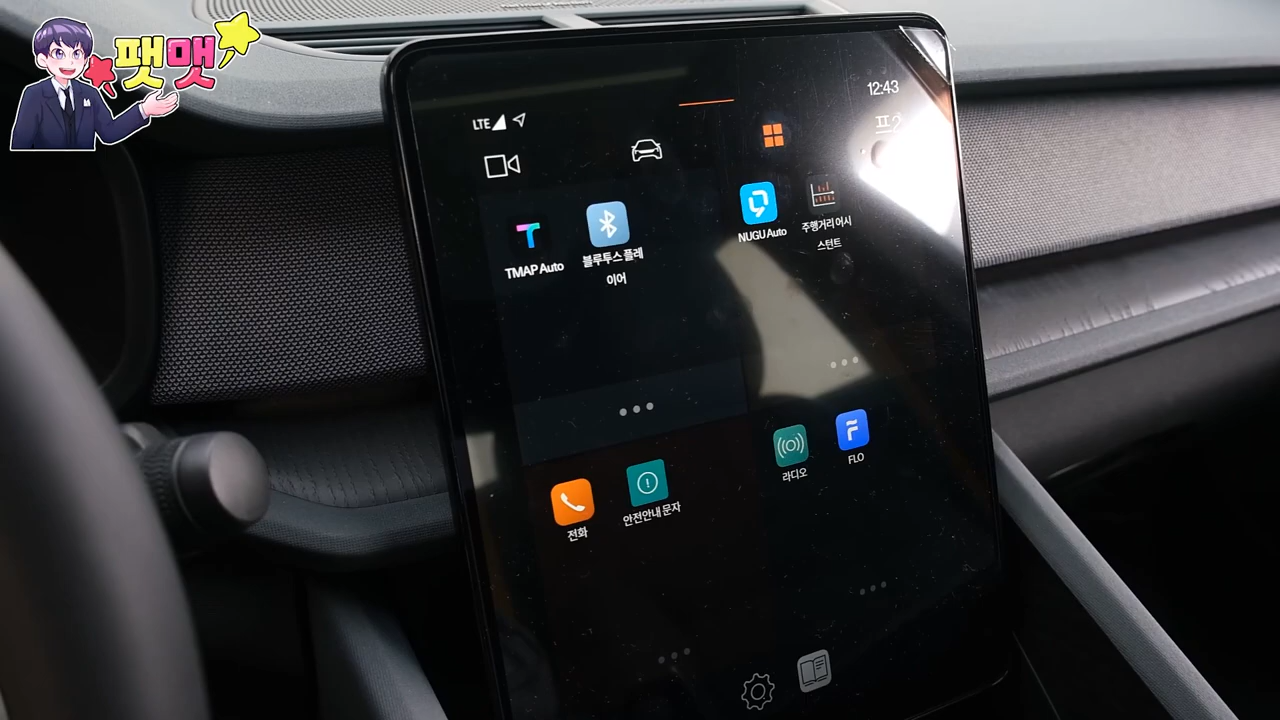 팻맷
LTE
12:43
프2
TMAP Auto
블루투스 플레
이어
NUGU Auto
주행거리 어시
스턴트
전화
안전안내 문자
라디오
FLO